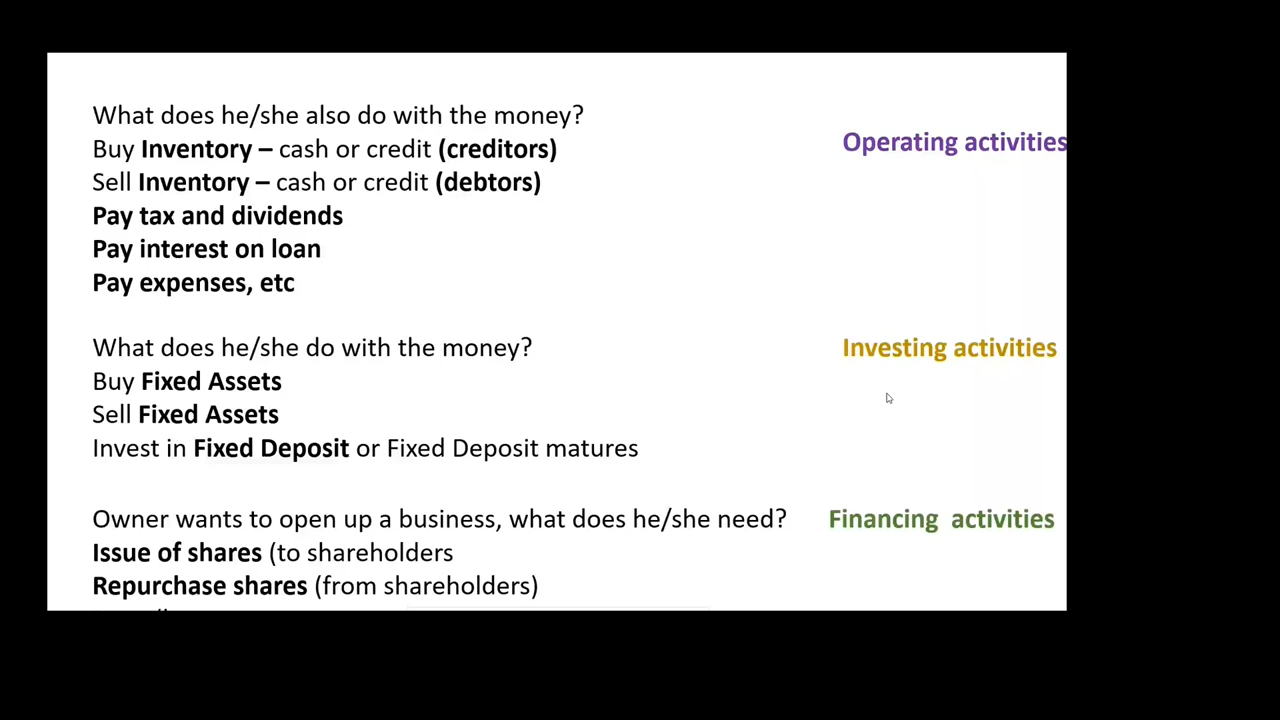 What does he/she also do with the money?
Operating activities
Buy Inventory – cash or credit (creditors)
Sell Inventory – cash or credit (debtors)
Pay tax and dividends
Pay interest on loan
Pay expenses, etc
What does he/she do with the money?
Investing activities
Buy Fixed Assets
Sell Fixed Assets
Invest in Fixed Deposit or Fixed Deposit matures
Owner wants to open up a business, what does he/she need?
Financing activities
Issue of shares (to shareholders
Repurchase shares (from shareholders)